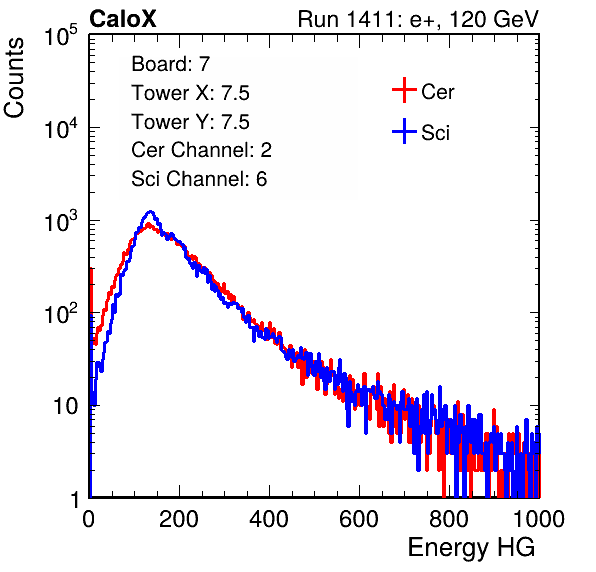 CaloX Run 1411: e+, 120 GeV
Counts
10^5
10^4
10^3
10^2
10
1
Board: 7
Tower X: 7.5
Tower Y: 7.5
Cer Channel: 2
Sci Channel: 6
Cer
Sci
0 200 400 600 800 1000
Energy HG